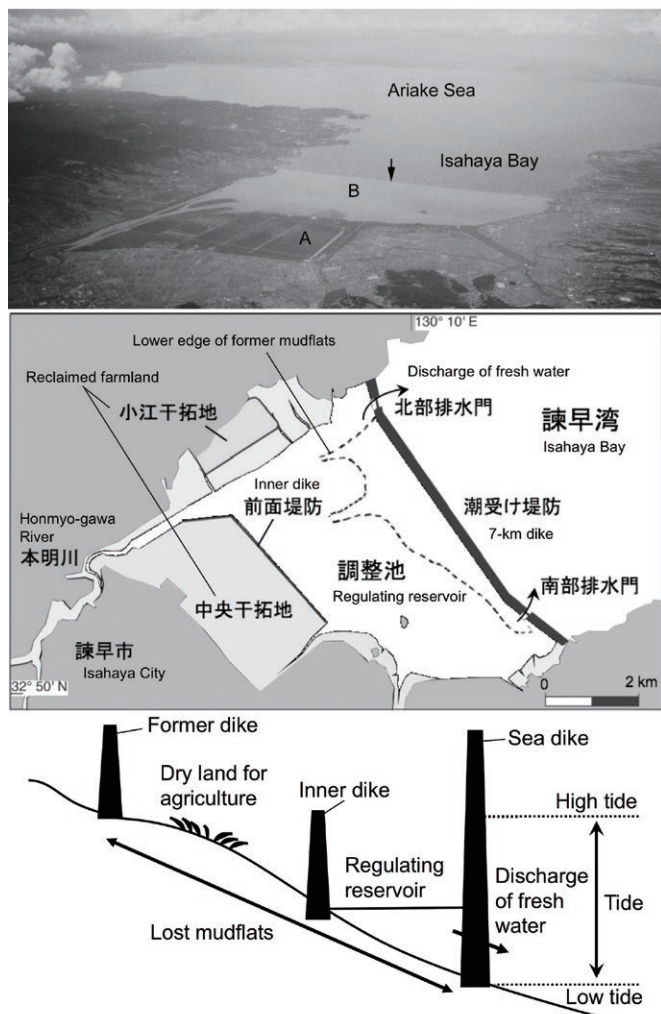 Ariake Sea
Isahaya Bay
B
A
130° 10' E
Lower edge of former mudflats
Discharge of fresh water
Reclaimed farmland
小江干拓地
北部排水門
諫早湾
Isahaya Bay
Inner dike
前面堤防
潮受け堤防
7-km dike
Honmyo-gawa
River
本明川
調整池
Regulating reservoir
南部排水門
中央干拓地
諫早市
Isahaya City
32° 50' N
0
2 km
Former dike
Sea dike
Dry land for
agriculture
Inner dike
High tide
Regulating
reservoir
Discharge
of fresh
water
Tide
Lost mudflats
Low tide